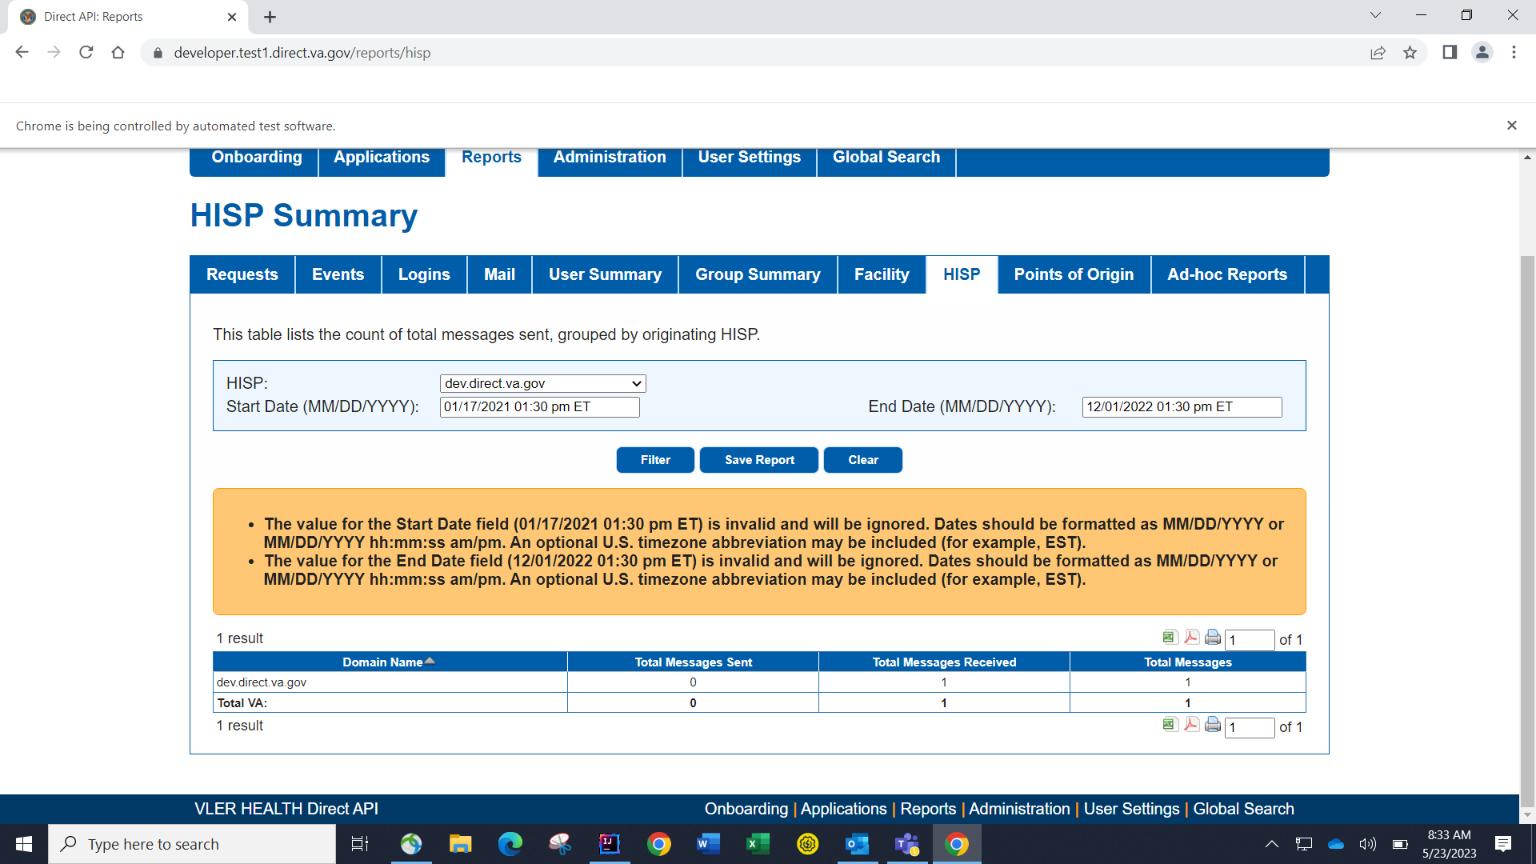 Direct API: Reports
developer.test1.direct.va.gov/reports/hisp
Chrome is being controlled by automated test software.
Onboarding Applications Reports Administration User Settings Global Search
HISP Summary
Requests Events Logins Mail User Summary Group Summary Facility HISP Points of Origin Ad-hoc Reports
This table lists the count of total messages sent, grouped by originating HISP.
HISP: dev.direct.va.gov
Start Date (MM/DD/YYYY): 01/17/2021 01:30 pm ET End Date (MM/DD/YYYY): 12/01/2022 01:30 pm ET
Filter Save Report Clear
• The value for the Start Date field (01/17/2021 01:30 pm ET) is invalid and will be ignored. Dates should be formatted as MM/DD/YYYY or
MM/DD/YYYY hh:mm:ss am/pm. An optional U.S. timezone abbreviation may be included (for example, EST).
• The value for the End Date field (12/01/2022 01:30 pm ET) is invalid and will be ignored. Dates should be formatted as MM/DD/YYYY or
MM/DD/YYYY hh:mm:ss am/pm. An optional U.S. timezone abbreviation may be included (for example, EST).
1 result 1 of 1
Domain Name Total Messages Sent Total Messages Received Total Messages
dev.direct.va.gov 0 1 1
Total VA: 0 1 1
1 result 1 of 1
VLER HEALTH Direct API Onboarding | Applications | Reports | Administration | User Settings | Global Search
Type here to search
8:33 AM
5/23/2023